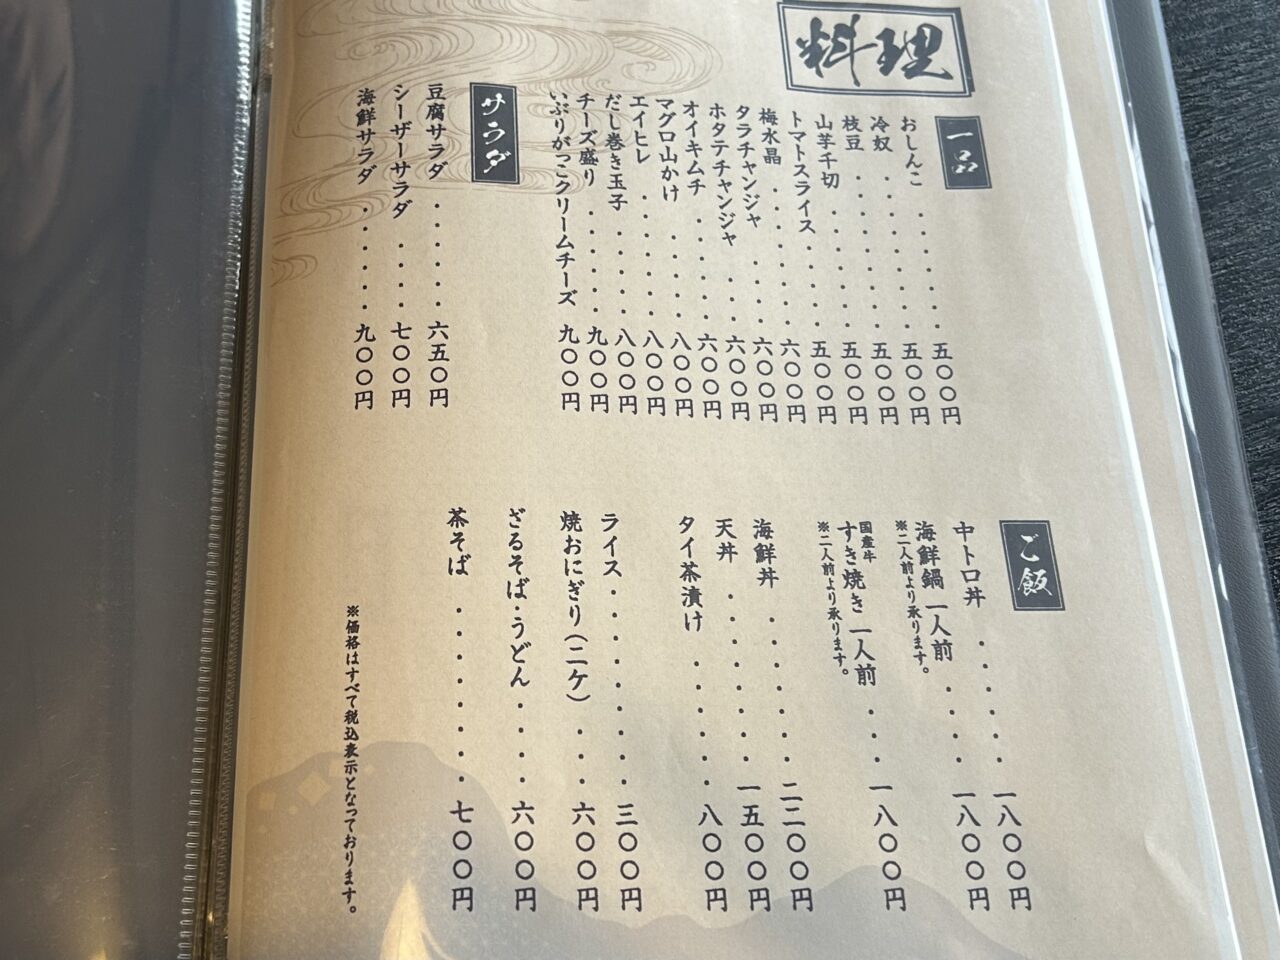 料理
一品
おしんこ・・・・・・五〇〇円
冷奴・・・・・・・五〇〇円
枝豆・・・・・・・五〇〇円
山芋千切・・・・・・五〇〇円
トマトスライス・・・・五〇〇円
梅水晶・・・・・・・六〇〇円
タラチャンジャ・・・・六〇〇円
ホタテチャンジャ・・・六〇〇円
オイキムチ・・・・・六〇〇円
マグロ山かけ・・・・八〇〇円
エイヒレ・・・・・・八〇〇円
だし巻き玉子・・・・八〇〇円
チーズ盛り・・・・・九〇〇円
いぶりがっこクリームチーズ 九〇〇円
サラダ
豆腐サラダ・・・・・六五〇円
シーザーサラダ・・・・七〇〇円
海鮮サラダ・・・・・・九〇〇円
ご飯
中トロ丼・・・・・・一八〇〇円
海鮮鍋 一人前・・・・一八〇〇円
※二人前より承ります。
国産牛
すき焼き 一人前・・・一八〇〇円
※二人前より承ります。
海鮮丼・・・・・・二二〇〇円
天丼・・・・・・・一五〇〇円
タイ茶漬け・・・・・八〇〇円
ライス・・・・・・・三〇〇円
焼おにぎり（二ケ）・・・六〇〇円
ざるそば・うどん・・・・六〇〇円
茶そば・・・・・・・・七〇〇円
※価格はすべて税込表示となっております。